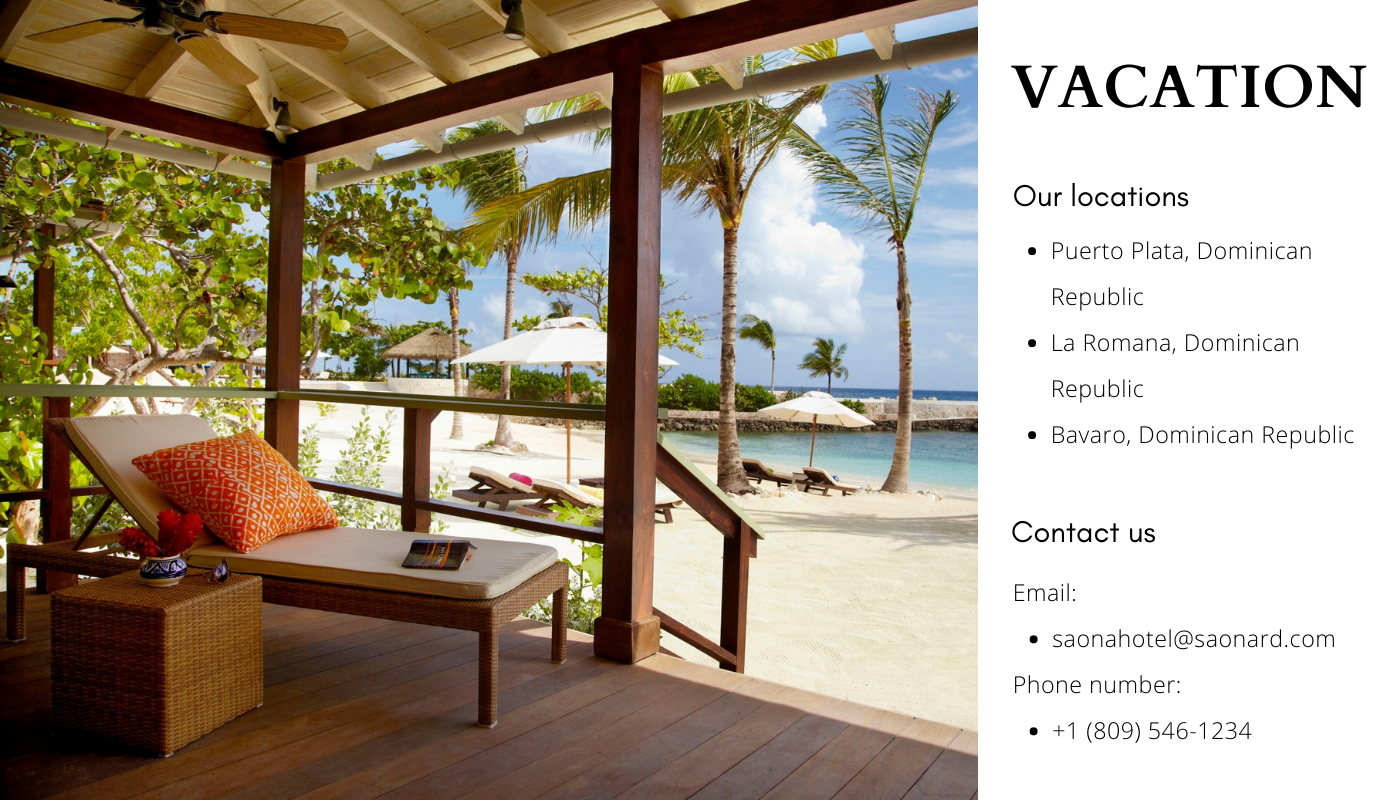 VACATION
Our locations
• Puerto Plata, Dominican
Republic
• La Romana, Dominican
Republic
• Bavaro, Dominican Republic
Contact us
Email:
• saonahotel@saonard.com
Phone number:
• +1 (809) 546-1234